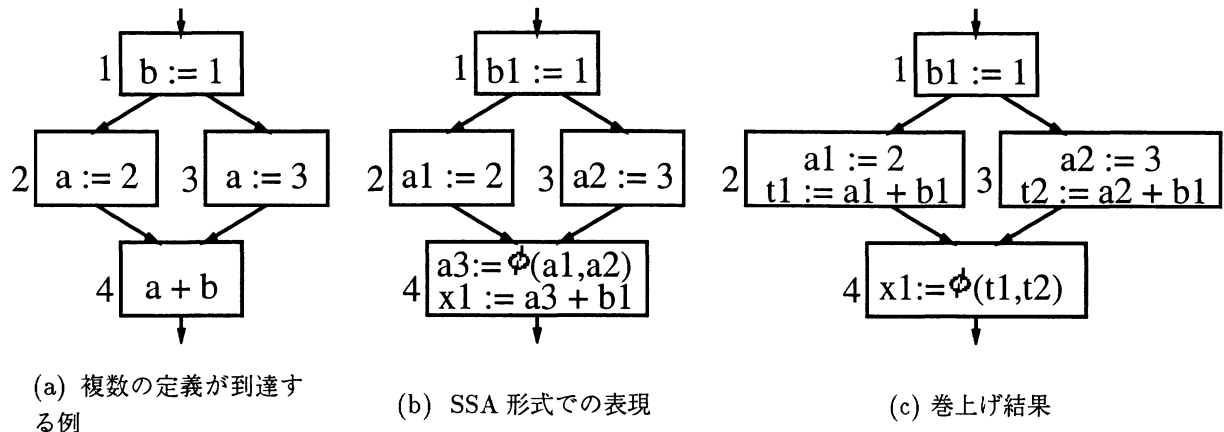 1
b := 1
2
a := 2
3
a := 3
4
a + b
(a) 複数の定義が到達す
る例
1
b1 := 1
2
a1 := 2
3
a2 := 3
4
a3:= φ(a1,a2)
x1 := a3 + b1
(b) SSA 形式での表現
1
b1 := 1
2
a1 := 2
t1 := a1 + b1
3
a2 := 3
t2 := a2 + b1
4
x1:= φ(t1,t2)
(c) 巻上げ結果